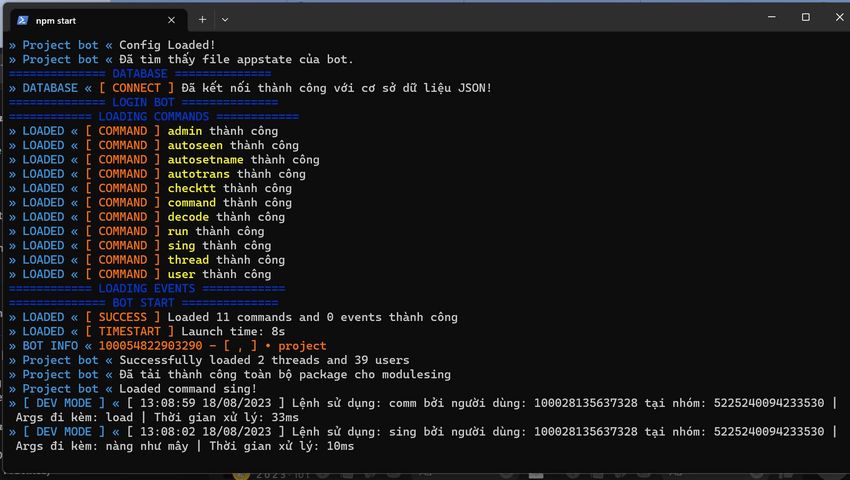 npm start
» Project bot « Config Loaded!
» Project bot « Đã tìm thấy file appstate của bot.
============== DATABASE ==============
» DATABASE « [ CONNECT ] Đã kết nối thành công với cơ sở dữ liệu JSON!
============== LOGIN BOT ==============
============ LOADING COMMANDS ============
» LOADED « [ COMMAND ] admin thành công
» LOADED « [ COMMAND ] autoseen thành công
» LOADED « [ COMMAND ] autosetname thành công
» LOADED « [ COMMAND ] autotrans thành công
» LOADED « [ COMMAND ] checktt thành công
» LOADED « [ COMMAND ] command thành công
» LOADED « [ COMMAND ] decode thành công
» LOADED « [ COMMAND ] run thành công
» LOADED « [ COMMAND ] sing thành công
» LOADED « [ COMMAND ] thread thành công
» LOADED « [ COMMAND ] user thành công
============ LOADING EVENTS ============
============== BOT START ==============
» LOADED « [ SUCCESS ] Loaded 11 commands and 0 events thành công
» LOADED « [ TIMESTART ] Launch time: 8s
» BOT INFO « 100054822903290 - [ , ] • project
» Project bot « Successfully loaded 2 threads and 39 users
» Project bot « Đã tải thành công toàn bộ package cho modulesing
» Project bot « Loaded command sing!
» [ DEV MODE ] « [ 13:08:59 18/08/2023 ] Lệnh sử dụng: comm bởi người dùng: 100028135637328 tại nhóm: 5225240094233530 |
Args đi kèm: load | Thời gian xử lý: 33ms
» [ DEV MODE ] « [ 13:08:02 18/08/2023 ] Lệnh sử dụng: sing bởi người dùng: 100028135637328 tại nhóm: 5225240094233530 |
Args đi kèm: nàng như mây | Thời gian xử lý: 10ms